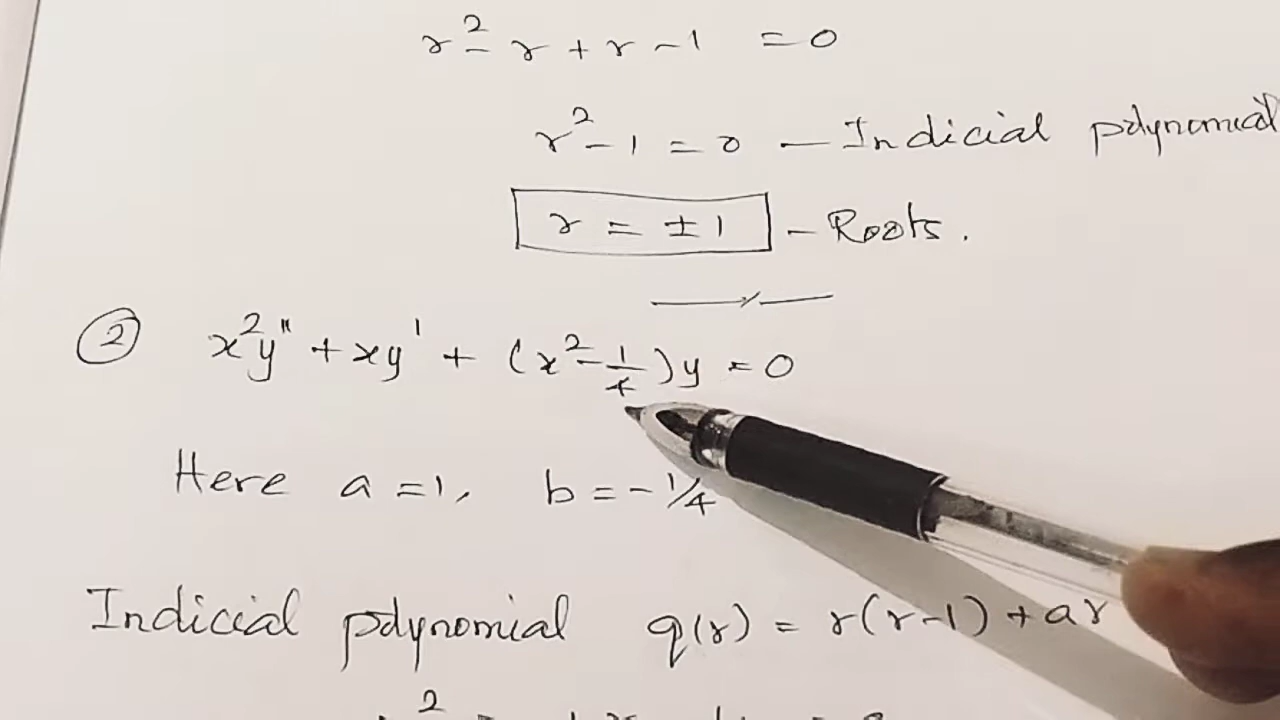 r² - r + r - 1 = 0
r² - 1 = 0 — Indicial polynomial
r = ±1 — Roots.
② x²y'' + xy' + (x² - 1/4)y = 0
Here a = 1, b = -1/4
Indicial polynomial q(r) = r(r-1) + ar